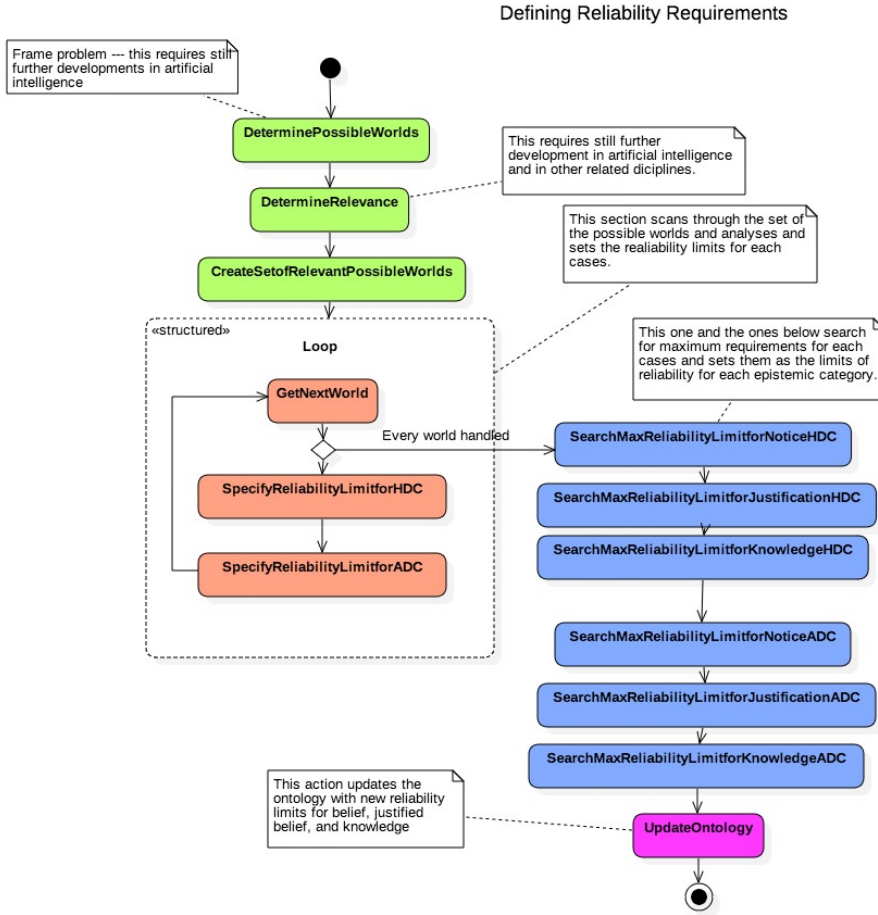 Defining Reliability Requirements
Frame problem --- this requires still
further developments in artificial
intelligence
DeterminePossibleWorlds
This requires still further
development in artificial intelligence
and in other related diciplines.
DetermineRelevance
This section scans through the set of
the possible worlds and analyses and
sets the realiability limits for each
cases.
CreateSetofRelevantPossibleWorlds
«structured»
Loop
This one and the ones below search
for maximum requirements for each
cases and sets them as the limits of
reliability for each epistemic category.
GetNextWorld
Every world handled
SearchMaxReliabilityLimitforNoticeHDC
SpecifyReliabilityLimitforHDC
SearchMaxReliabilityLimitforJustificationHDC
SearchMaxReliabilityLimitforKnowledgeHDC
SpecifyReliabilityLimitforADC
SearchMaxReliabilityLimitforNoticeADC
SearchMaxReliabilityLimitforJustificationADC
SearchMaxReliabilityLimitforKnowledgeADC
This action updates the
ontology with new reliability
limits for belief, justified
belief, and knowledge
UpdateOntology